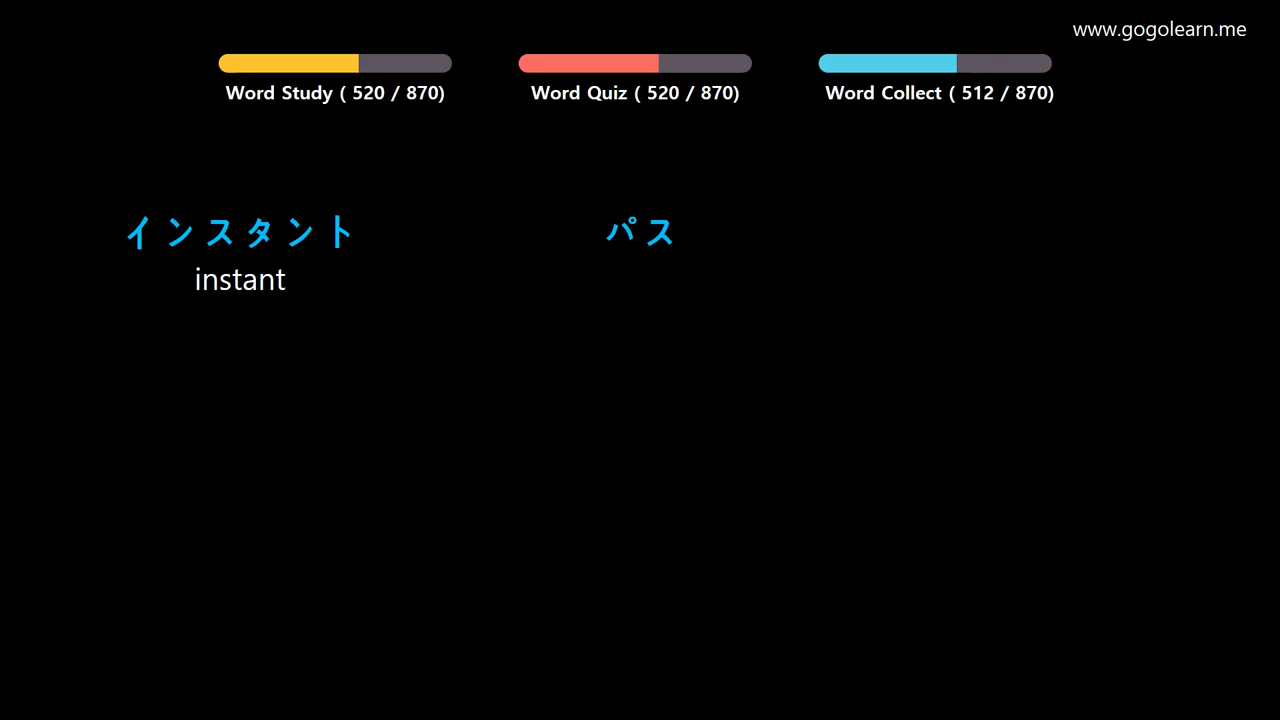 www.gogolearn.me
Word Study ( 520 / 870)
Word Quiz ( 520 / 870)
Word Collect ( 512 / 870)
インスタント
instant
パス